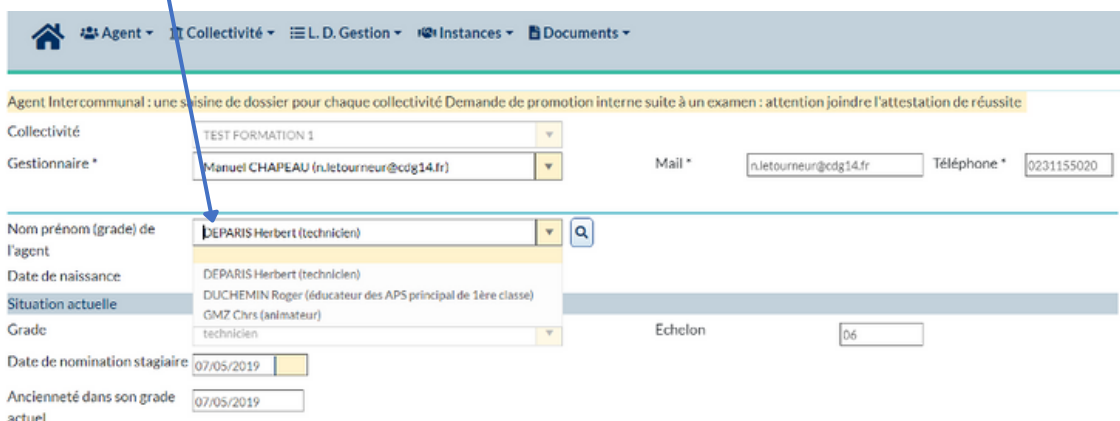 Agent Collectivité L. D. Gestion Instances Documents
Agent Intercommunal : une saisine de dossier pour chaque collectivité Demande de promotion interne suite à un examen : attention joindre l'attestation de réussite
Collectivité TEST FORMATION 1
Gestionnaire * Manuel CHAPEAU (n.letourneur@cdg14.fr) Mail * n.letourneur@cdg14.fr Téléphone * 0231155020
Nom prénom (grade) de DEPARIS Herbert (technicien)
l'agent
Date de naissance DEPARIS Herbert (technicien)
DUCHEMIN Roger (éducateur des APS principal de 1ère classe)
Situation actuelle
GMZ Chrs (animateur)
Grade technicien Echelon 06
Date de nomination stagiaire 07/05/2019
Ancienneté dans son grade 07/05/2019
actuel